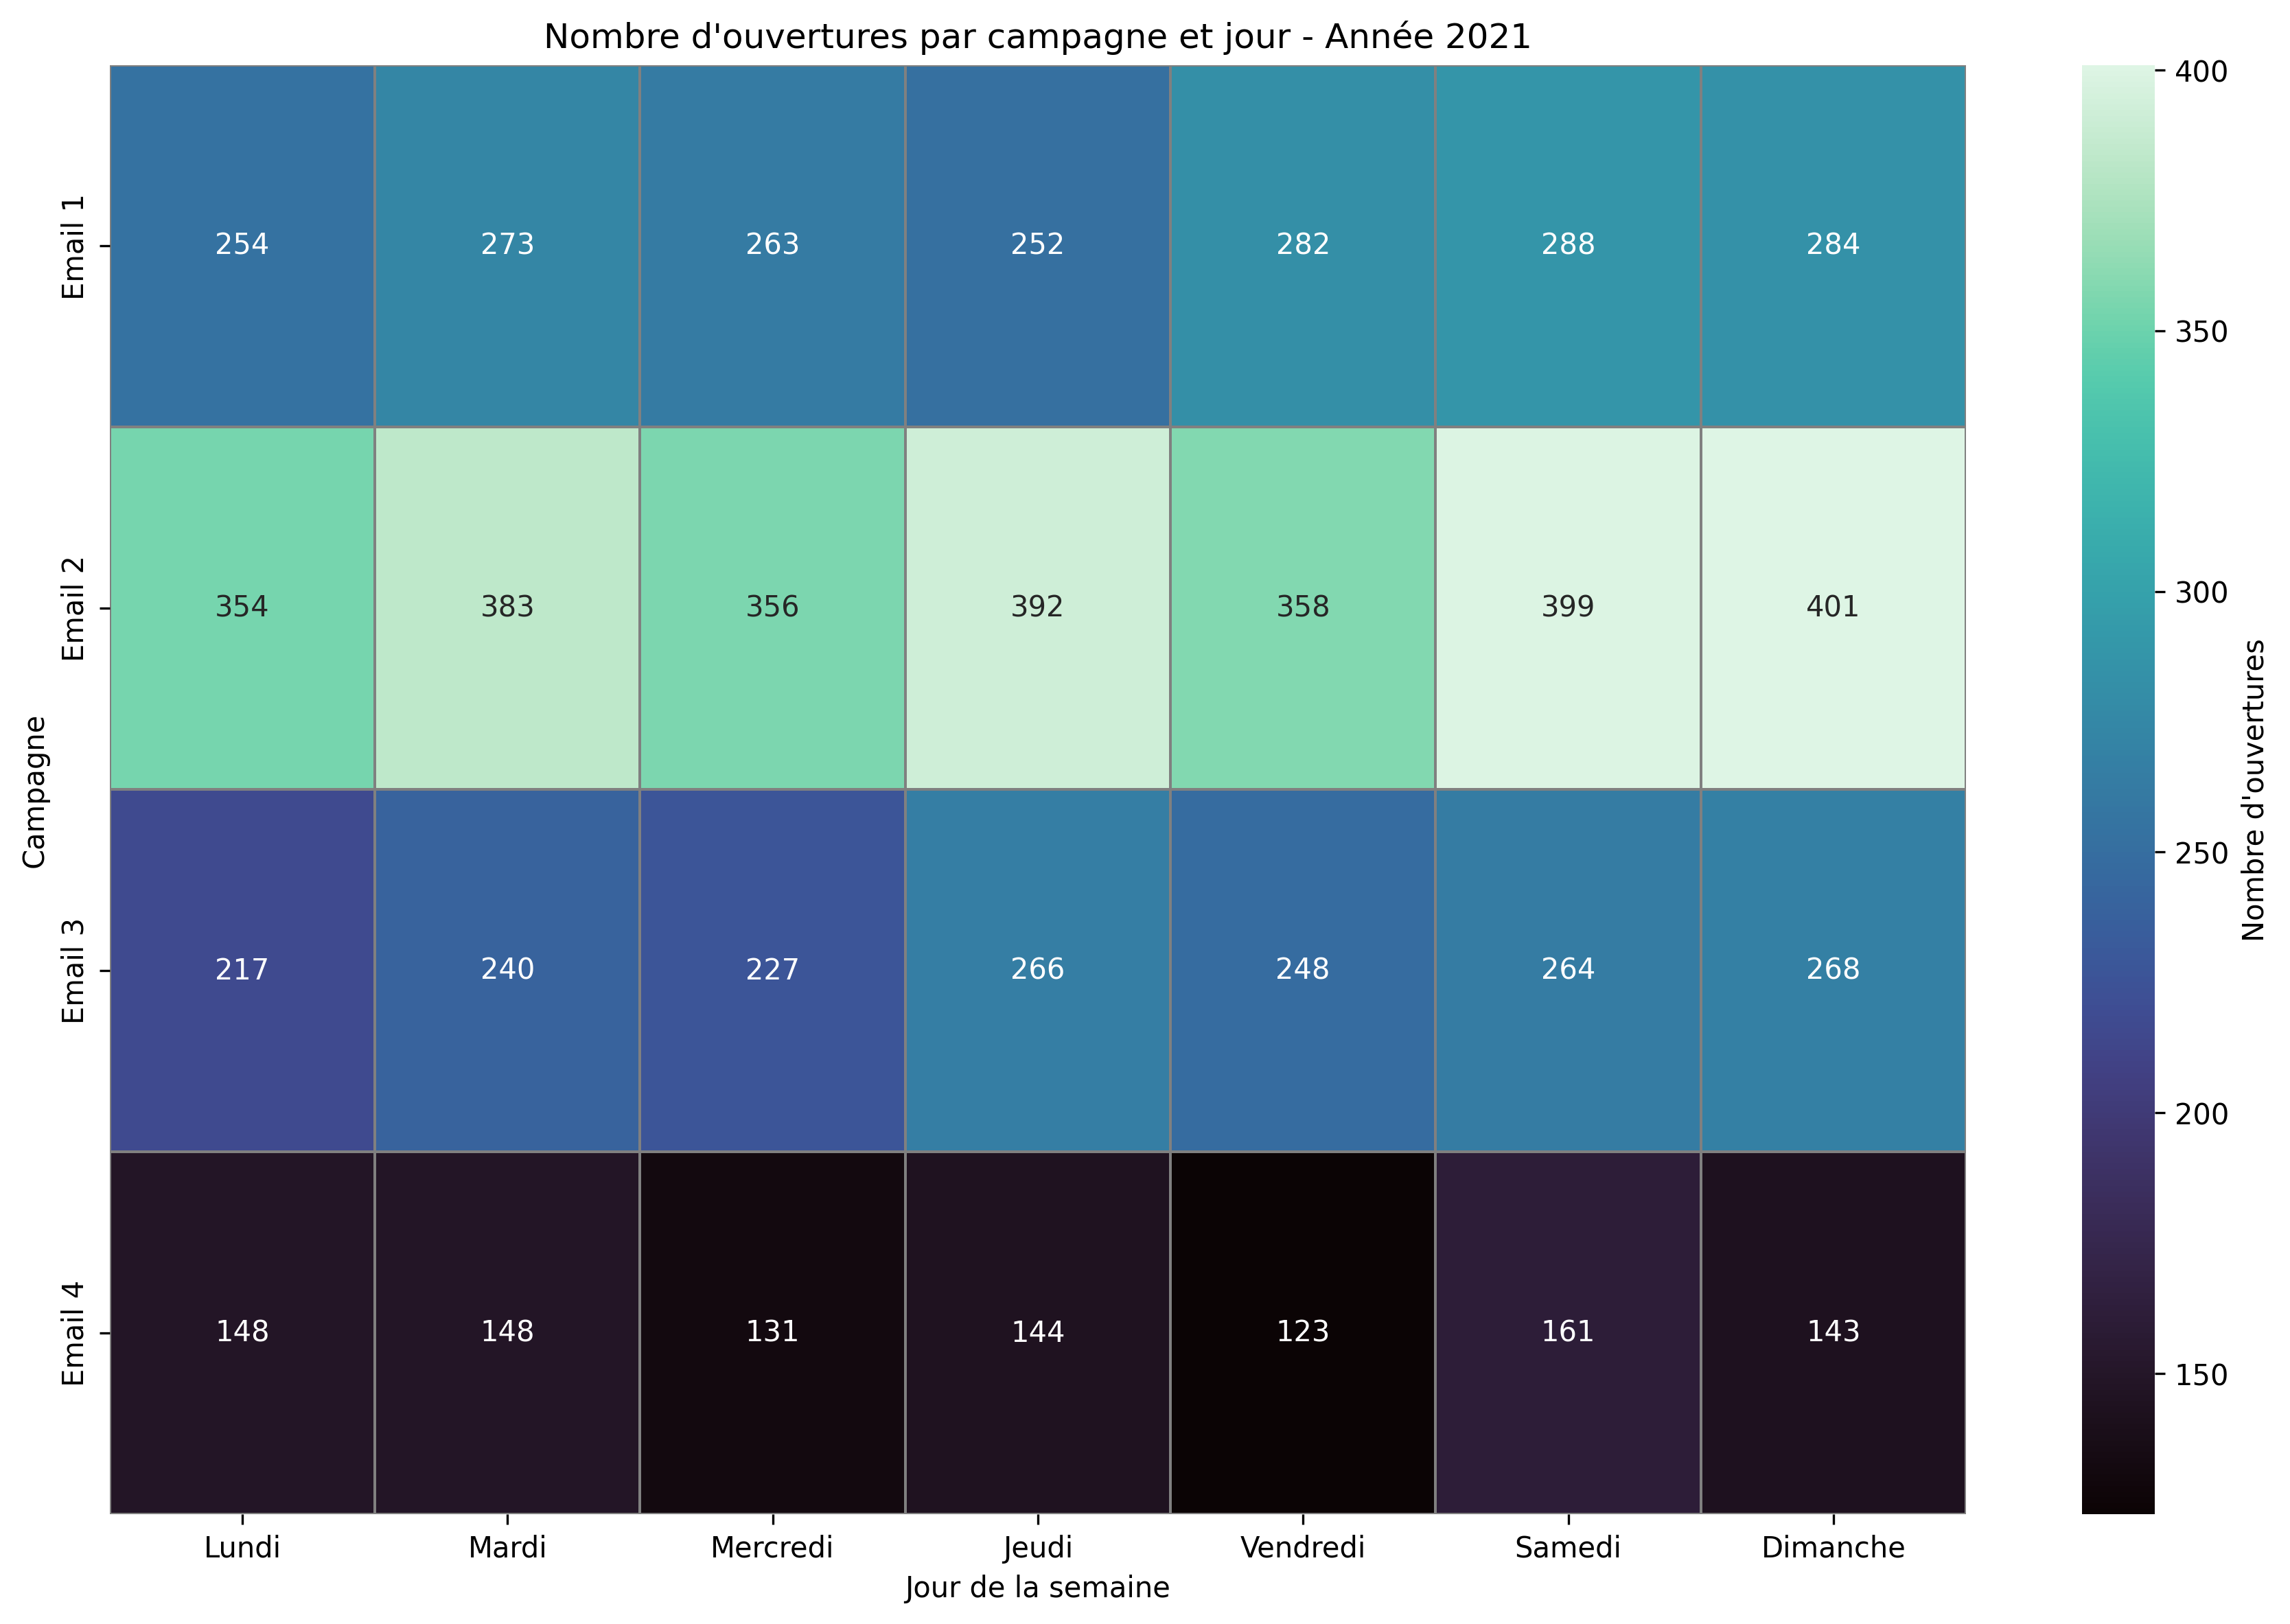 Nombre d'ouvertures par campagne et jour - Année 2021
Campagne
Email 1
254 273 263 252 282 288 284
Email 2
354 383 356 392 358 399 401
Email 3
217 240 227 266 248 264 268
Email 4
148 148 131 144 123 161 143
Lundi Mardi Mercredi Jeudi Vendredi Samedi Dimanche
Jour de la semaine
400
350
300
250
200
150
Nombre d'ouvertures